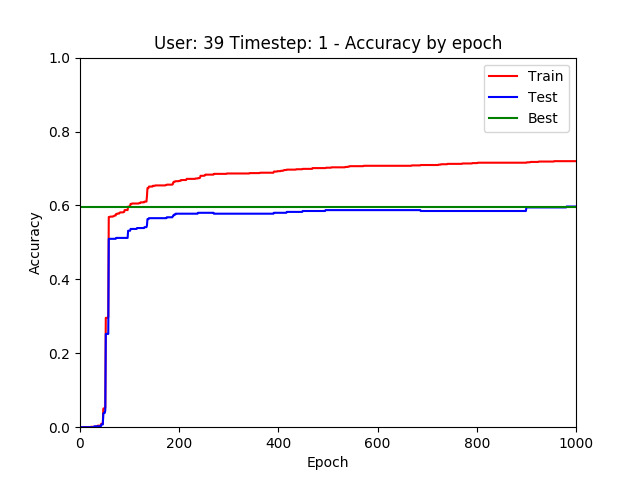 User: 39 Timestep: 1 - Accuracy by epoch
1.0
0.8
0.6
0.4
0.2
0.0
Accuracy
Train
Test
Best
0 200 400 600 800 1000
Epoch